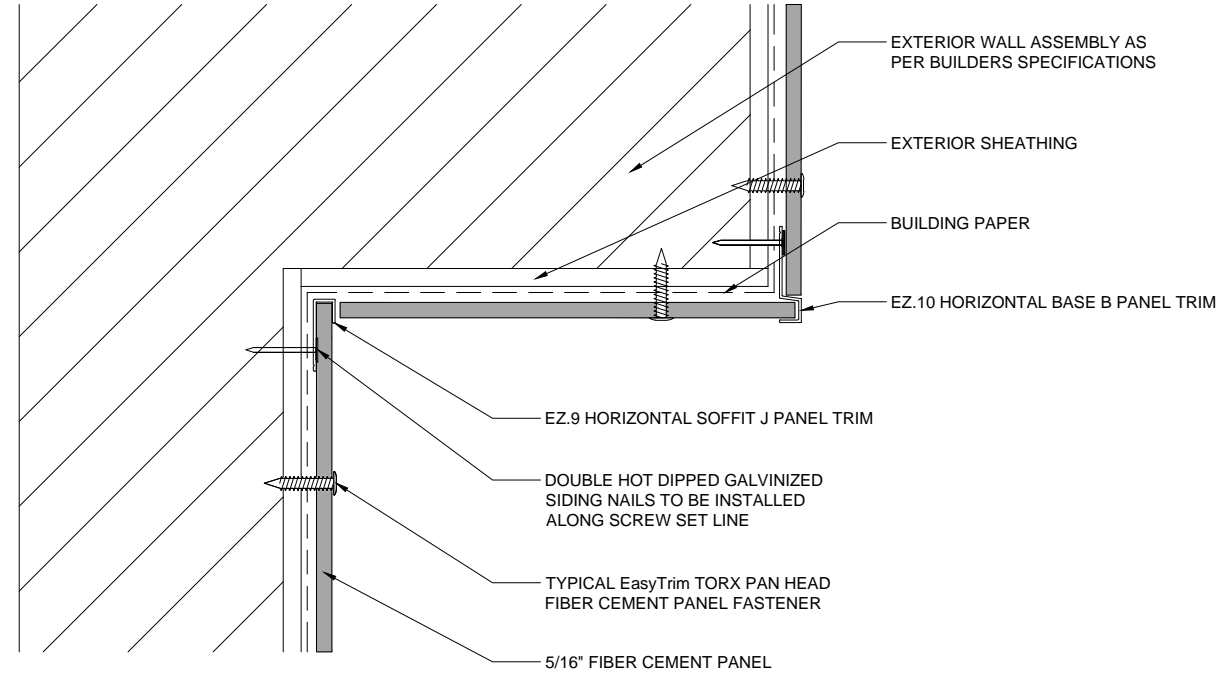 EXTERIOR WALL ASSEMBLY AS
PER BUILDERS SPECIFICATIONS
EXTERIOR SHEATHING
BUILDING PAPER
EZ.10 HORIZONTAL BASE B PANEL TRIM
EZ.9 HORIZONTAL SOFFIT J PANEL TRIM
DOUBLE HOT DIPPED GALVINIZED
SIDING NAILS TO BE INSTALLED
ALONG SCREW SET LINE
TYPICAL EasyTrim TORX PAN HEAD
FIBER CEMENT PANEL FASTENER
5/16" FIBER CEMENT PANEL